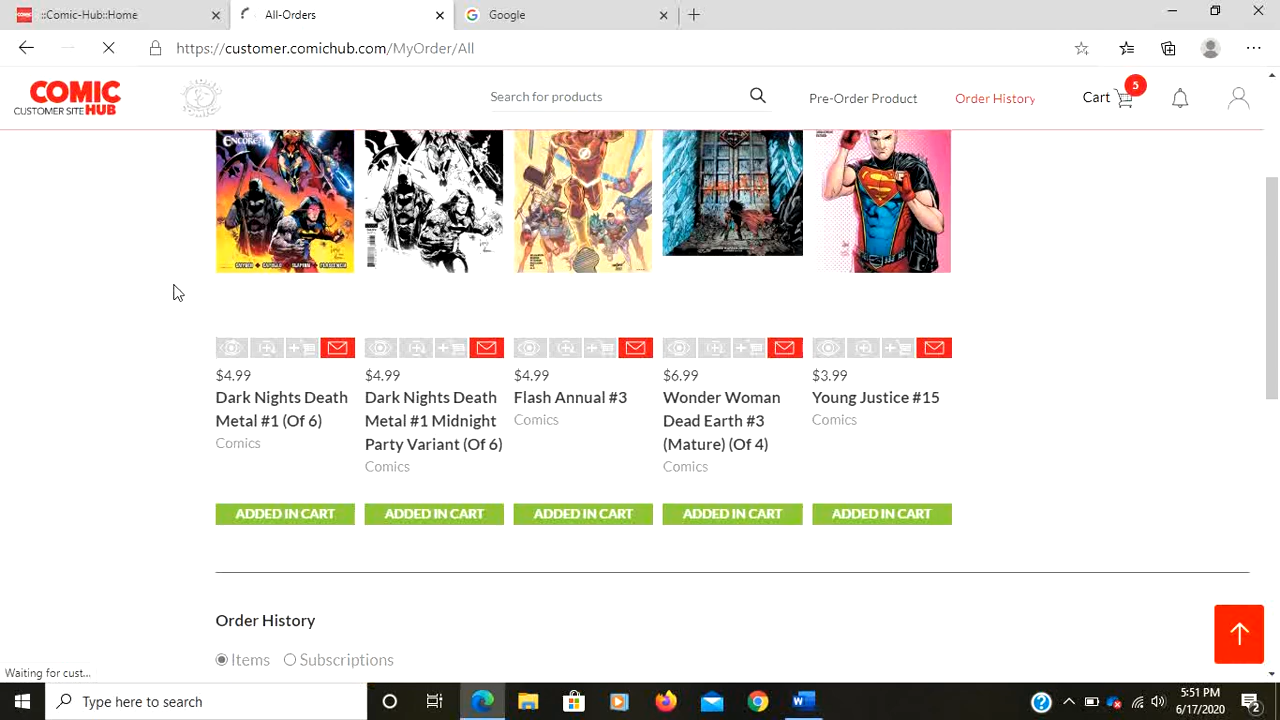 ::Comic-Hub::Home
All-Orders
Google
https://customer.comichub.com/MyOrder/All
COMIC
CUSTOMER SITE HUB
Search for products
Pre-Order Product
Order History
Cart
5
$4.99
$4.99
$4.99
$6.99
$3.99
Dark Nights Death
Metal #1 (Of 6)
Comics
Dark Nights Death
Metal #1 Midnight
Party Variant (Of 6)
Comics
Flash Annual #3
Comics
Wonder Woman
Dead Earth #3
(Mature) (Of 4)
Comics
Young Justice #15
Comics
ADDED IN CART
ADDED IN CART
ADDED IN CART
ADDED IN CART
ADDED IN CART
Order History
Items
Subscriptions
Waiting for cust...
Type here to search
5:51 PM
6/17/2020
2